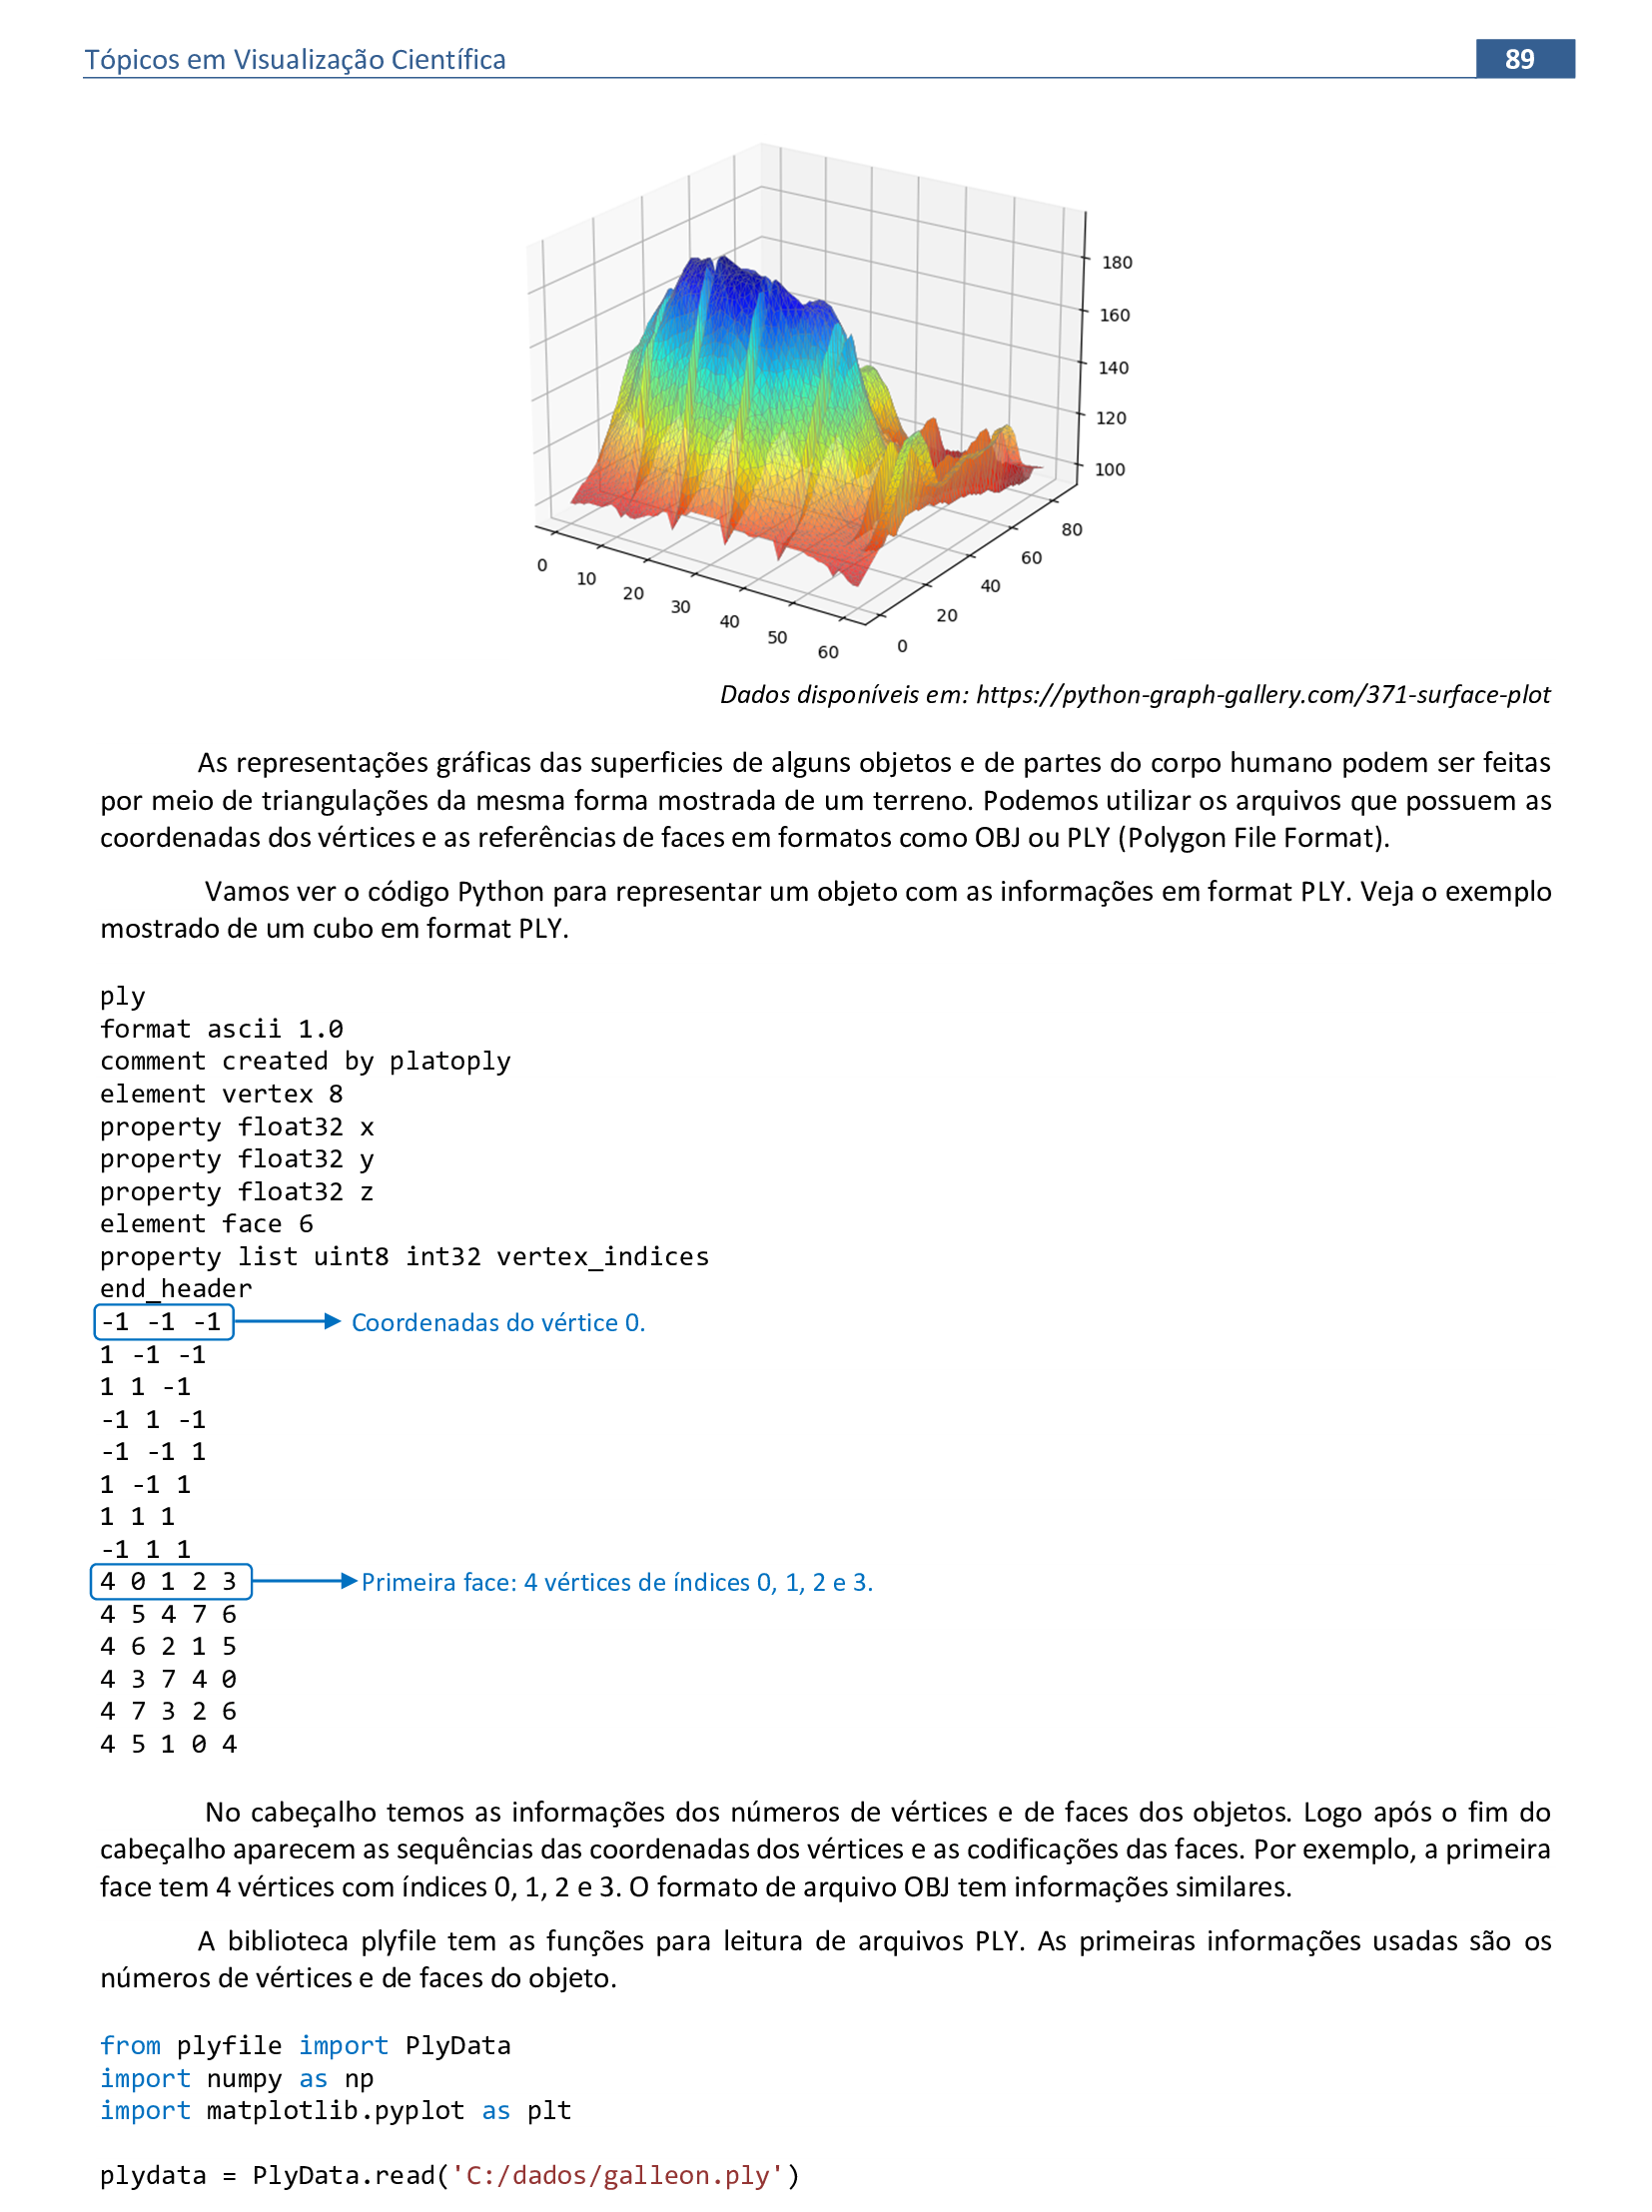 Tópicos em Visualização Científica 89
180
160
140
120
100
80
60
40
20
0
0
10
20
30
40
50
60
Dados disponíveis em: https://python-graph-gallery.com/371-surface-plot
As representações gráficas das superficies de alguns objetos e de partes do corpo humano podem ser feitas
por meio de triangulações da mesma forma mostrada de um terreno. Podemos utilizar os arquivos que possuem as
coordenadas dos vértices e as referências de faces em formatos como OBJ ou PLY (Polygon File Format).
Vamos ver o código Python para representar um objeto com as informações em format PLY. Veja o exemplo
mostrado de um cubo em format PLY.
ply
format ascii 1.0
comment created by platoply
element vertex 8
property float32 x
property float32 y
property float32 z
element face 6
property list uint8 int32 vertex_indices
end_header
-1 -1 -1 Coordenadas do vértice 0.
1 -1 -1
1 1 -1
-1 1 -1
-1 -1 1
1 -1 1
1 1 1
-1 1 1
4 0 1 2 3 Primeira face: 4 vértices de índices 0, 1, 2 e 3.
4 5 4 7 6
4 6 2 1 5
4 3 7 4 0
4 7 3 2 6
4 5 1 0 4
No cabeçalho temos as informações dos números de vértices e de faces dos objetos. Logo após o fim do
cabeçalho aparecem as sequências das coordenadas dos vértices e as codificações das faces. Por exemplo, a primeira
face tem 4 vértices com índices 0, 1, 2 e 3. O formato de arquivo OBJ tem informações similares.
A biblioteca plyfile tem as funções para leitura de arquivos PLY. As primeiras informações usadas são os
números de vértices e de faces do objeto.
from plyfile import PlyData
import numpy as np
import matplotlib.pyplot as plt
plydata = PlyData.read('C:/dados/galleon.ply')